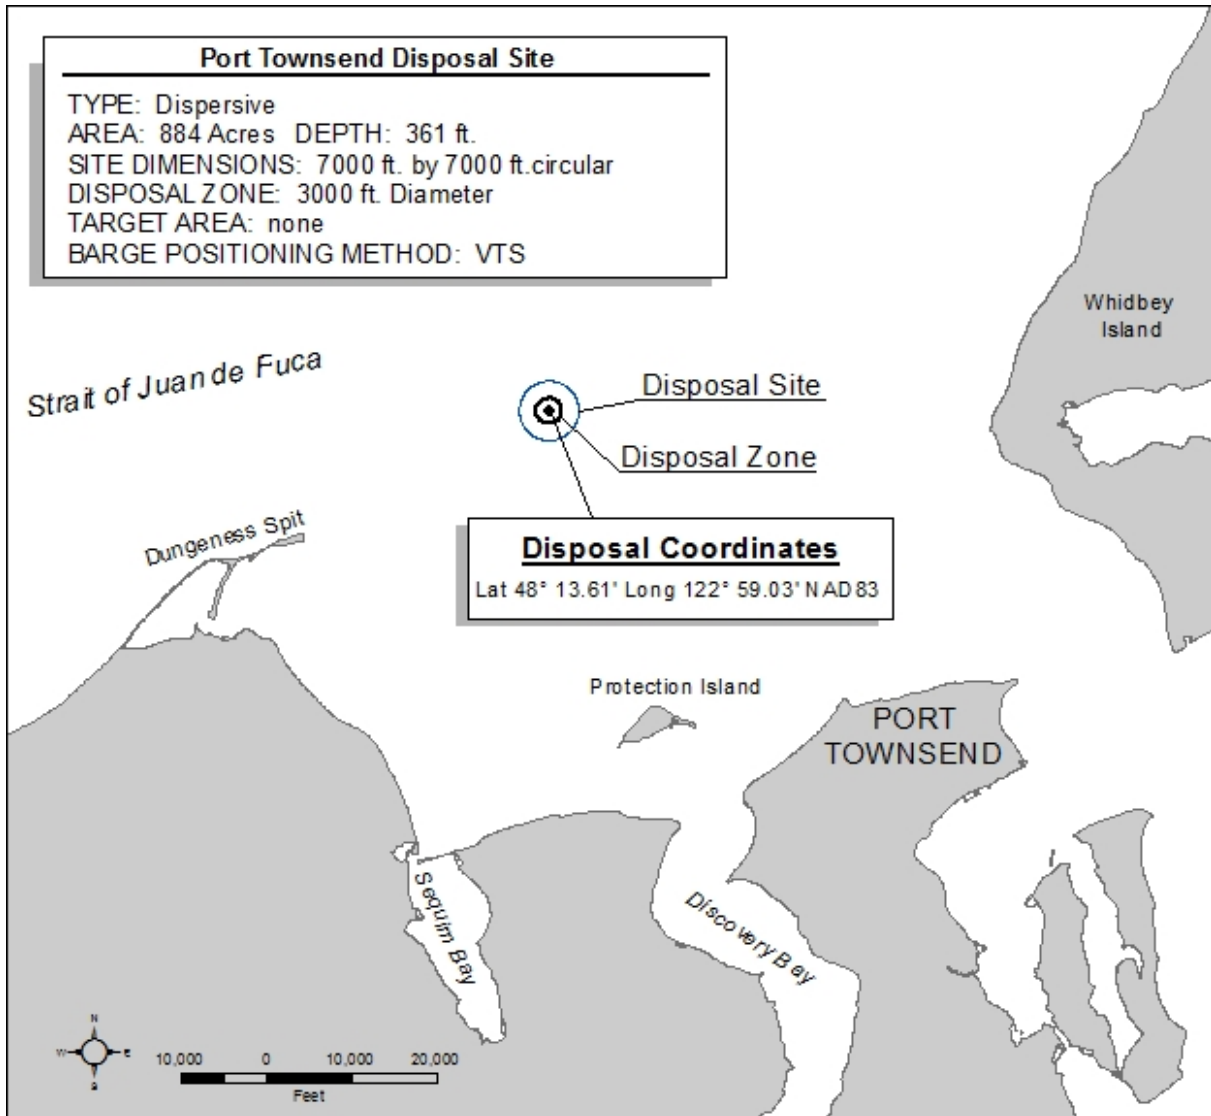 Port Townsend Disposal Site
TYPE: Dispersive
AREA: 884 Acres DEPTH: 361 ft.
SITE DIMENSIONS: 7000 ft. by 7000 ft.circular
DISPOSAL ZONE: 3000 ft. Diameter
TARGET AREA: none
BARGE POSITIONING METHOD: VTS
Whidbey
Island
Strait of Juan de Fuca
Disposal Site
Disposal Zone
Dungeness Spit
Disposal Coordinates
Lat 48° 13.61' Long 122° 59.03' NAD83
Protection Island
PORT
TOWNSEND
Sequim Bay
Discovery Bay
N
W E
S
10,000 0 10,000 20,000
Feet